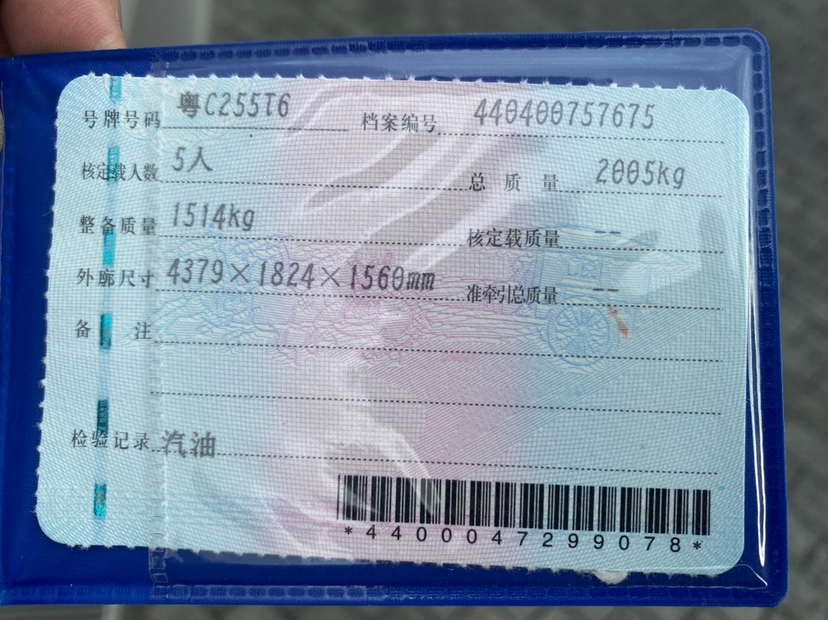 号牌号码 粤C255T6 档案编号 440400757675
核定载人数 5人 总质量 2005kg
整备质量 1514kg 核定载质量 --
外廓尺寸 4379×1824×1560mm 准牵引总质量 --
备注
检验记录 汽油
*4400047299078*